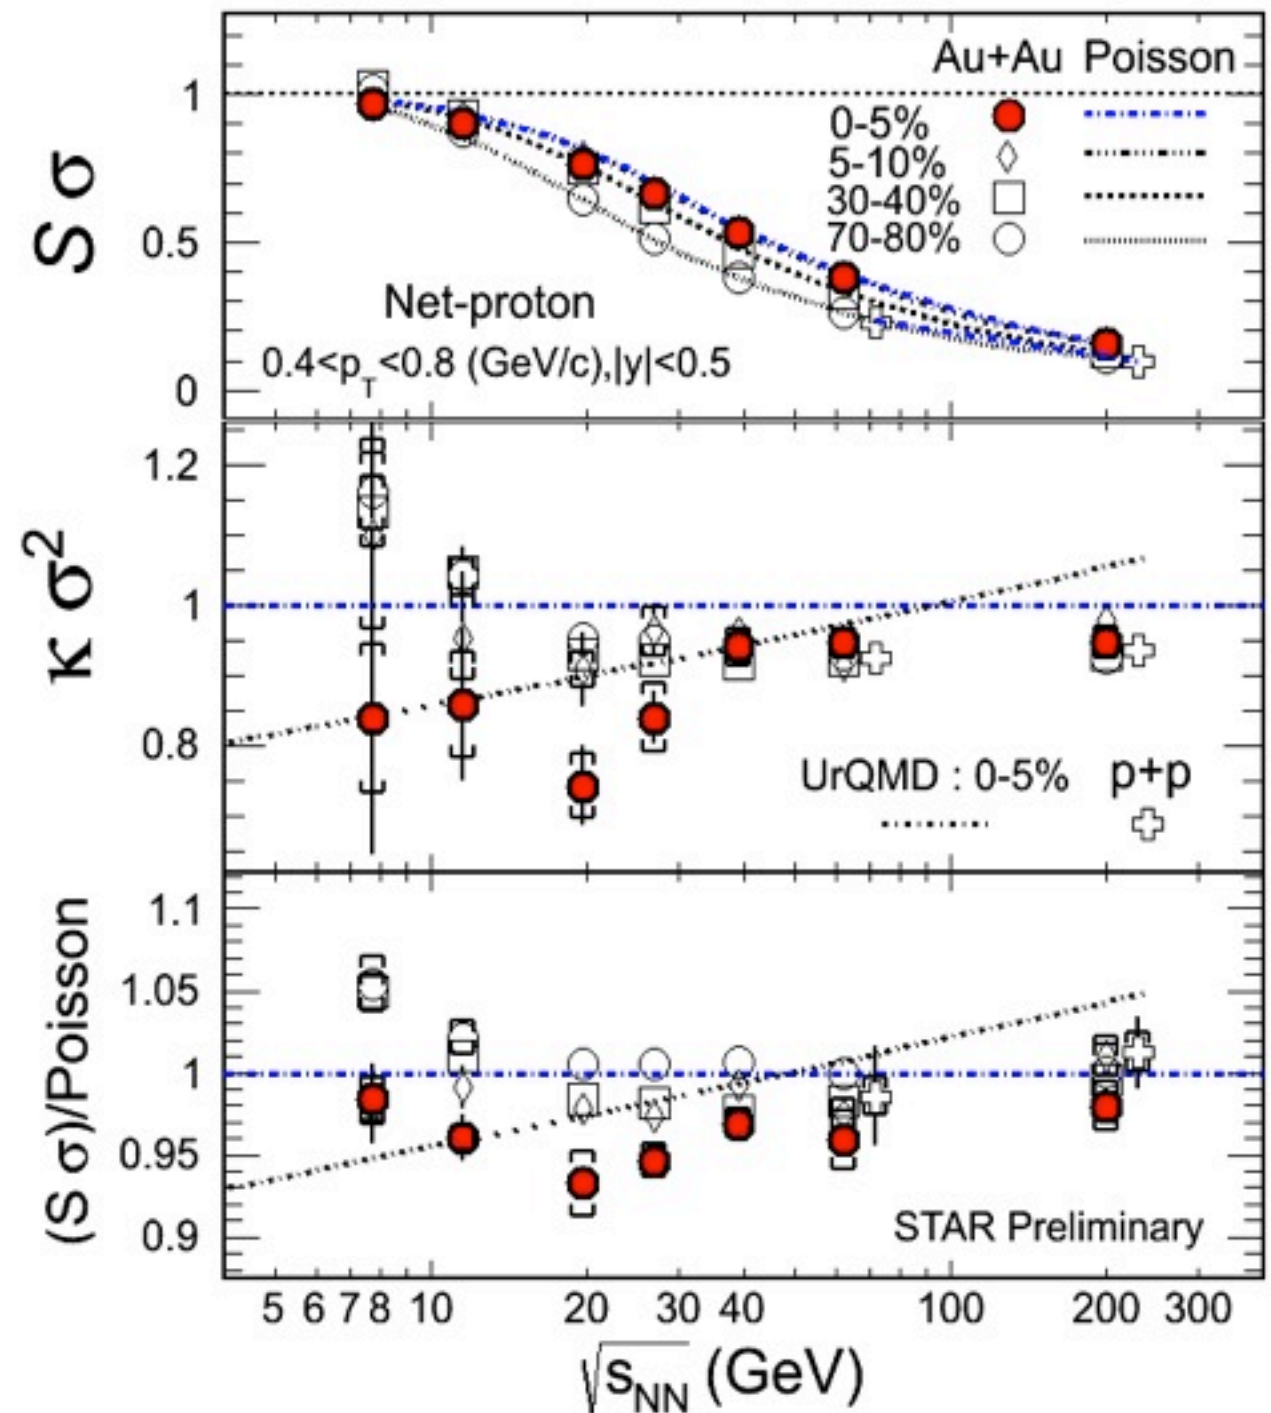 Au+Au Poisson
0-5%
5-10%
30-40%
70-80%
S σ
1
0.5
0
Net-proton
0.4<p_T<0.8 (GeV/c),|y|<0.5
κ σ²
1.2
1
0.8
UrQMD : 0-5% p+p
(S σ)/Poisson
1.1
1.05
1
0.95
0.9
STAR Preliminary
5 6 7 8 10 20 30 40 100 200 300
√s_NN (GeV)